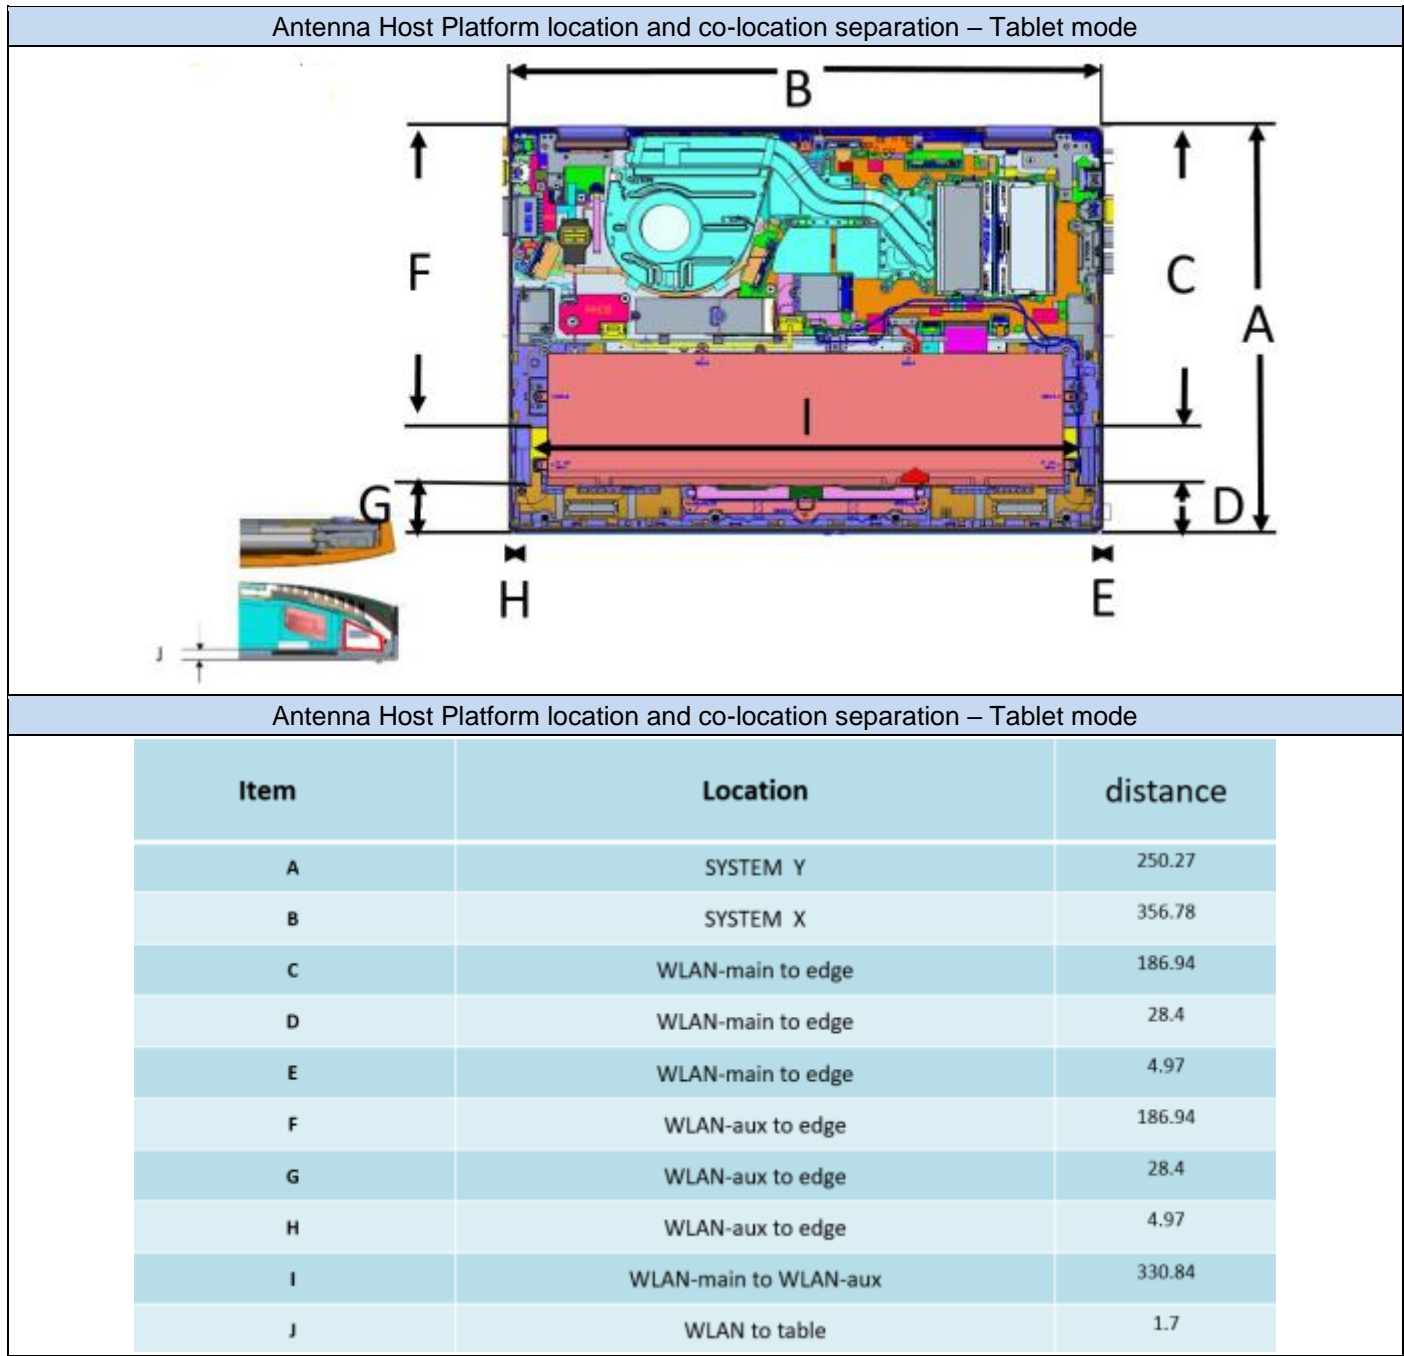 Antenna Host Platform location and co-location separation – Tablet mode
B
F
C
A
I
G
D
H
E
J
Antenna Host Platform location and co-location separation – Tablet mode
Item Location distance
A SYSTEM Y 250.27
B SYSTEM X 356.78
C WLAN-main to edge 186.94
D WLAN-main to edge 28.4
E WLAN-main to edge 4.97
F WLAN-aux to edge 186.94
G WLAN-aux to edge 28.4
H WLAN-aux to edge 4.97
I WLAN-main to WLAN-aux 330.84
J WLAN to table 1.7